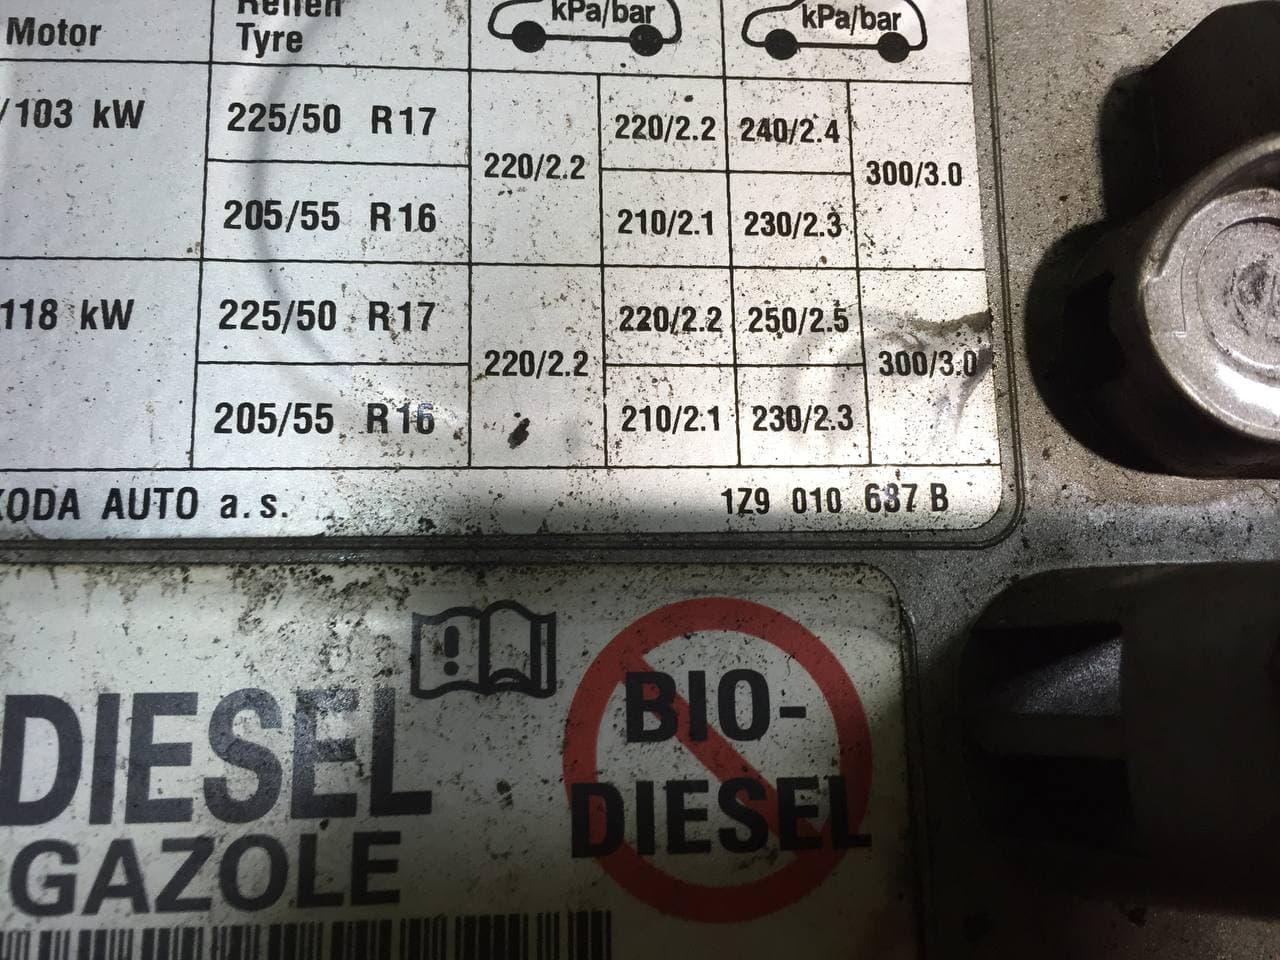 Reifen kPa/bar kPa/bar
Motor Tyre
/103 kW 225/50 R17 220/2.2 220/2.2 240/2.4 300/3.0
205/55 R16 210/2.1 230/2.3
118 kW 225/50 R17 220/2.2 220/2.2 250/2.5 300/3.0
205/55 R16 210/2.1 230/2.3
KODA AUTO a.s. 1Z9 010 637 B
DIESEL
GAZOLE
BIO-
DIESEL